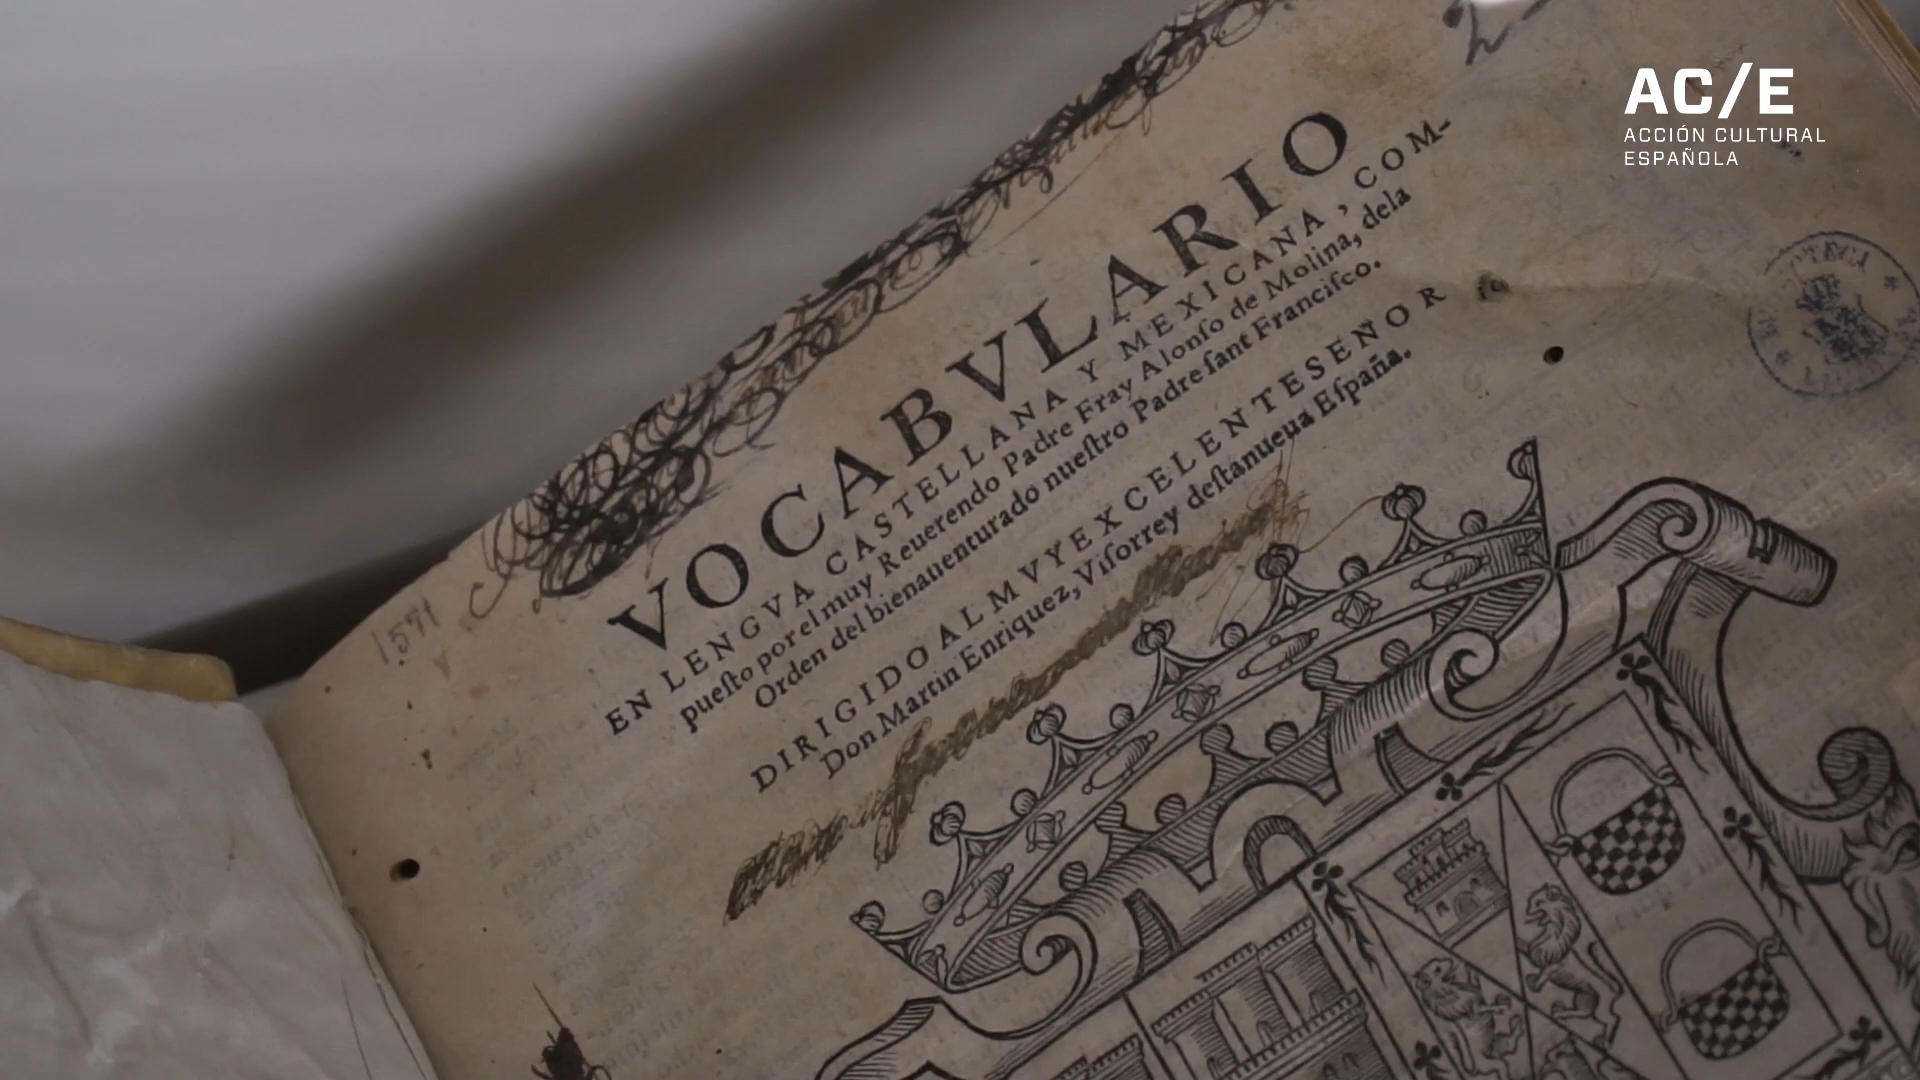 AC/E
ACCIÓN CULTURAL
ESPAÑOLA
2
VOCABVLARIO
EN LENGVA CASTELLANA Y MEXICANA, COM-
pueſto por el muy Reuerendo Padre Fray Alonſo de Molina, dela
Orden del bienauenturado nueſtro Padre ſant Franciſco.
DIRIGIDO AL MVY EXCELENTE SEÑOR
Don Martin Enriquez, Viſorrey deſtanueua Eſpaña.
1571